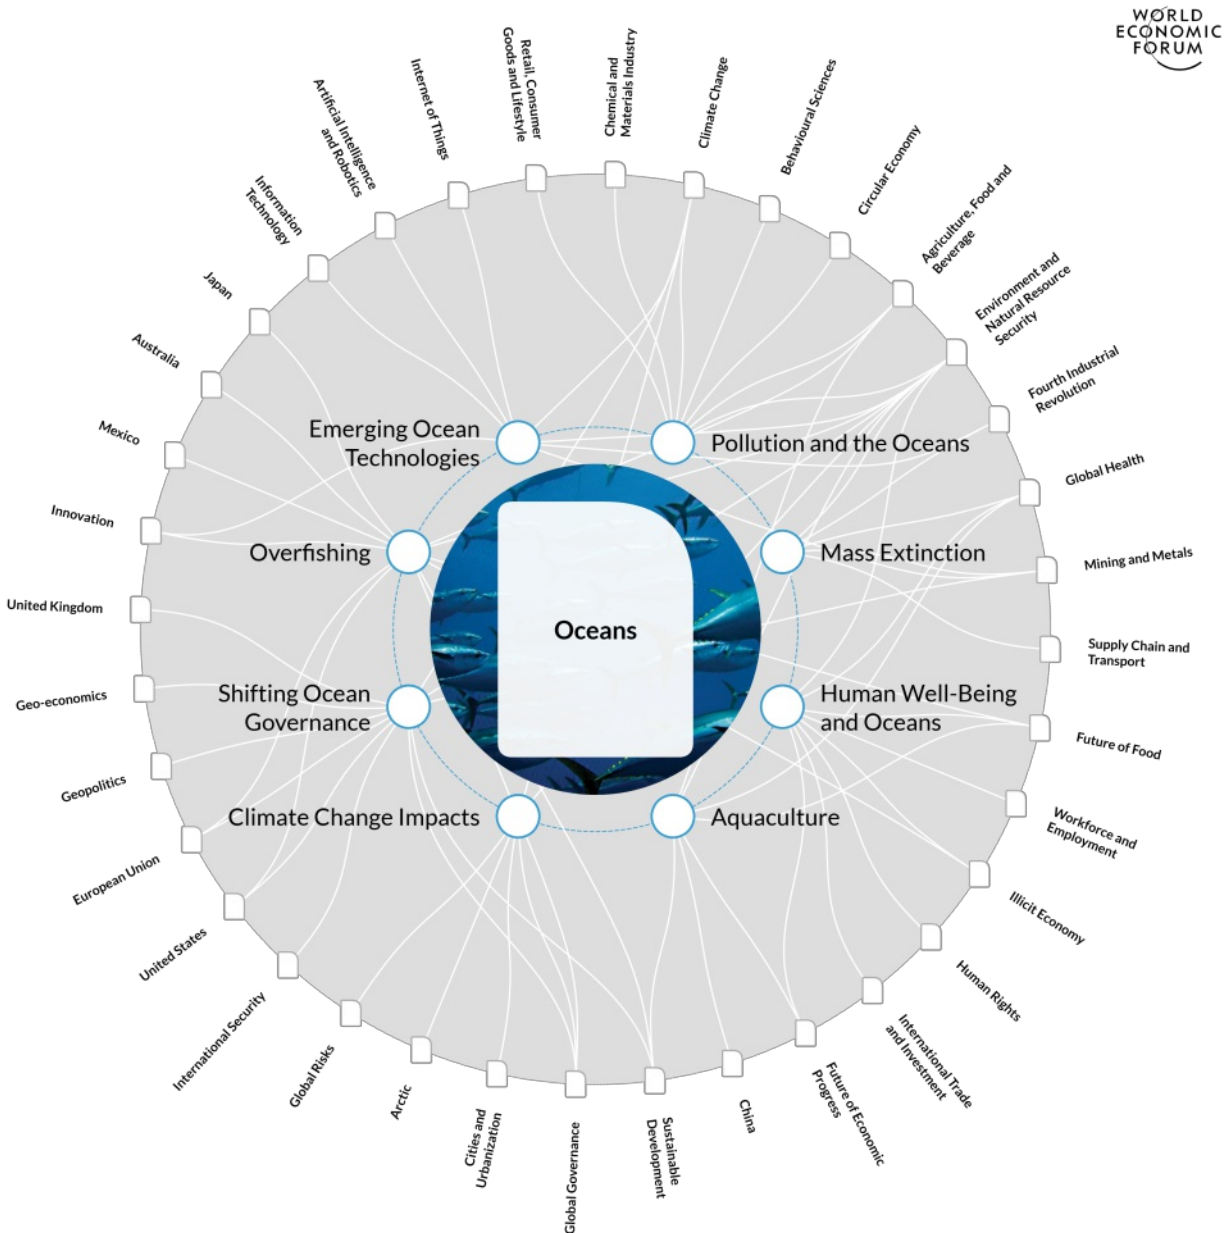 WORLD
ECONOMIC
FORUM
Retail, Consumer
Goods and Lifestyle
Chemical and
Materials Industry
Climate Change
Behavioural Sciences
Circular Economy
Agriculture, Food and
Beverage
Environment and
Natural Resource
Security
Fourth Industrial
Revolution
Global Health
Mining and Metals
Supply Chain and
Transport
Future of Food
Workforce and
Employment
Illicit Economy
Human Rights
International Trade
and Investment
Future of Economic
Progress
China
Sustainable
Development
Global Governance
Cities and
Urbanization
Arctic
Global Risks
International Security
United States
European Union
Geopolitics
Geo-economics
United Kingdom
Innovation
Mexico
Australia
Japan
Information
Technology
Artificial Intelligence
and Robotics
Internet of Things
Emerging Ocean
Technologies
Pollution and the Oceans
Overfishing
Mass Extinction
Oceans
Shifting Ocean
Governance
Human Well-Being
and Oceans
Climate Change Impacts
Aquaculture